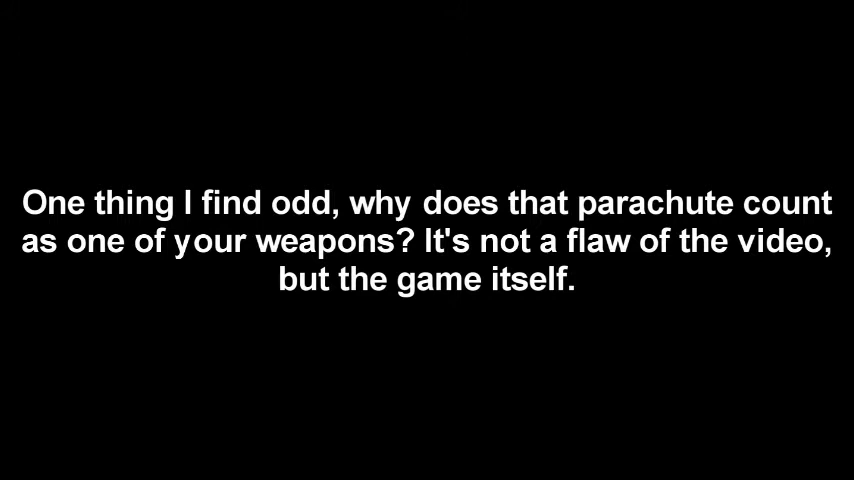 One thing I find odd, why does that parachute count
as one of your weapons? It's not a flaw of the video,
but the game itself.